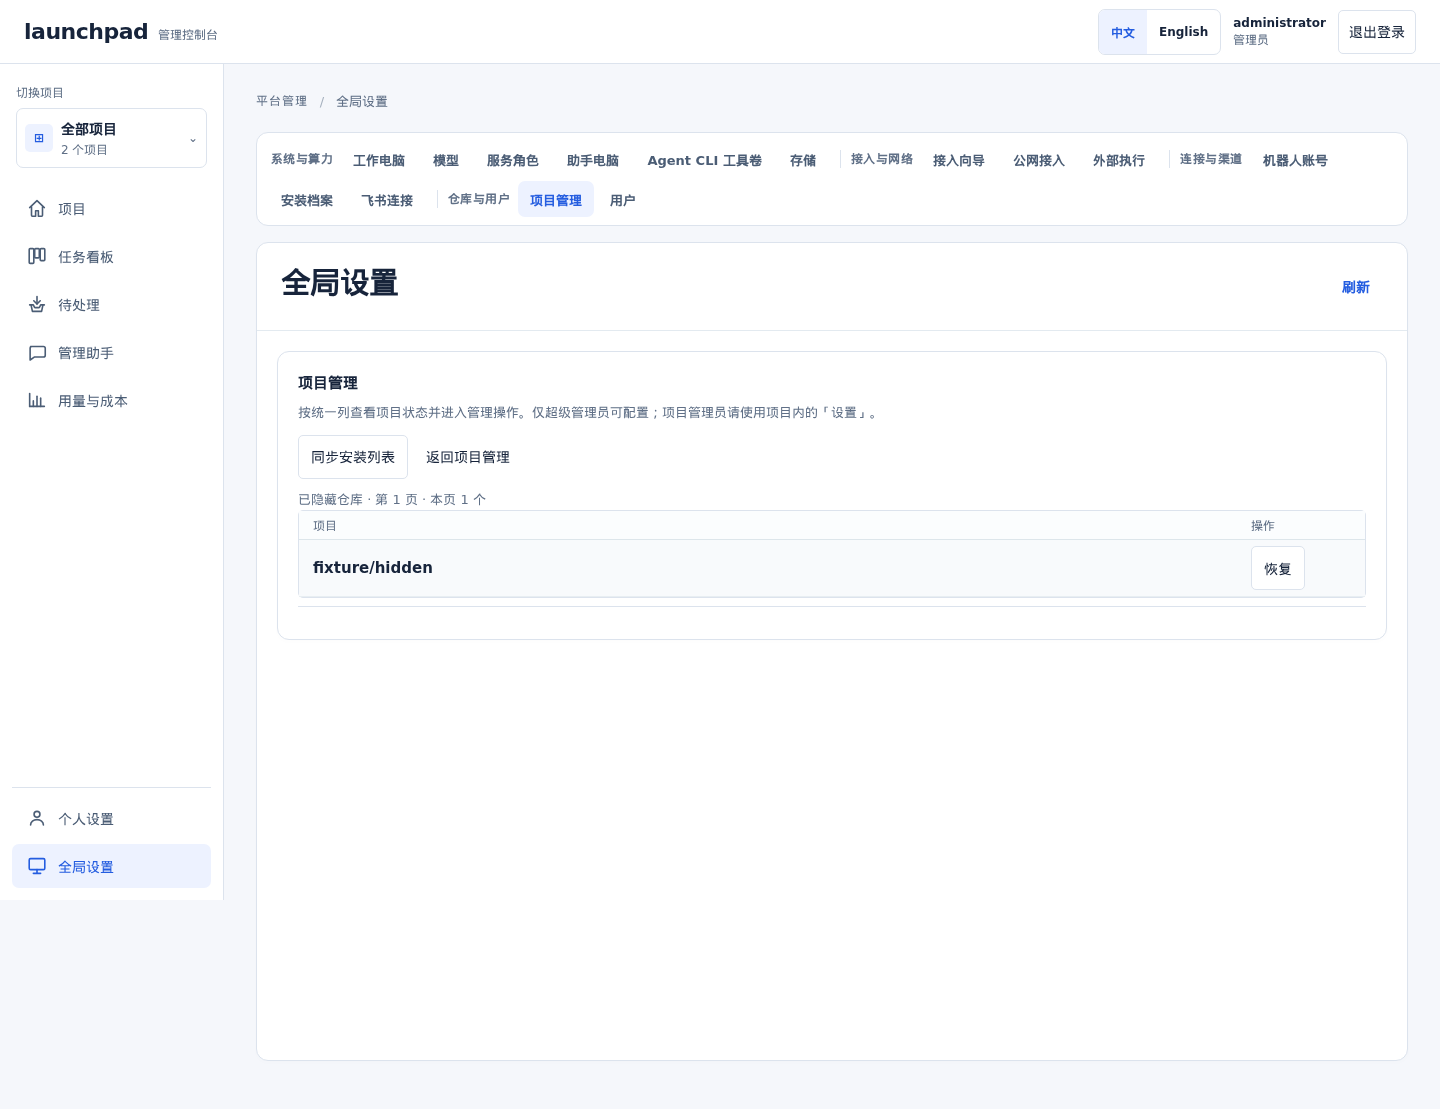 launchpad 管理控制台
中文 English administrator 管理员 退出登录
切换项目
全部项目
2 个项目
项目
任务看板
待处理
管理助手
用量与成本
个人设置
全局设置
平台管理 / 全局设置
系统与算力 工作电脑 模型 服务角色 助手电脑 Agent CLI 工具卷 存储 接入与网络 接入向导 公网接入 外部执行 连接与渠道 机器人账号
安装档案 飞书连接 仓库与用户 项目管理 用户
全局设置 刷新
项目管理
按统一列查看项目状态并进入管理操作。仅超级管理员可配置；项目管理员请使用项目内的「设置」。
同步安装列表 返回项目管理
已隐藏仓库 · 第 1 页 · 本页 1 个
项目 操作
fixture/hidden 恢复